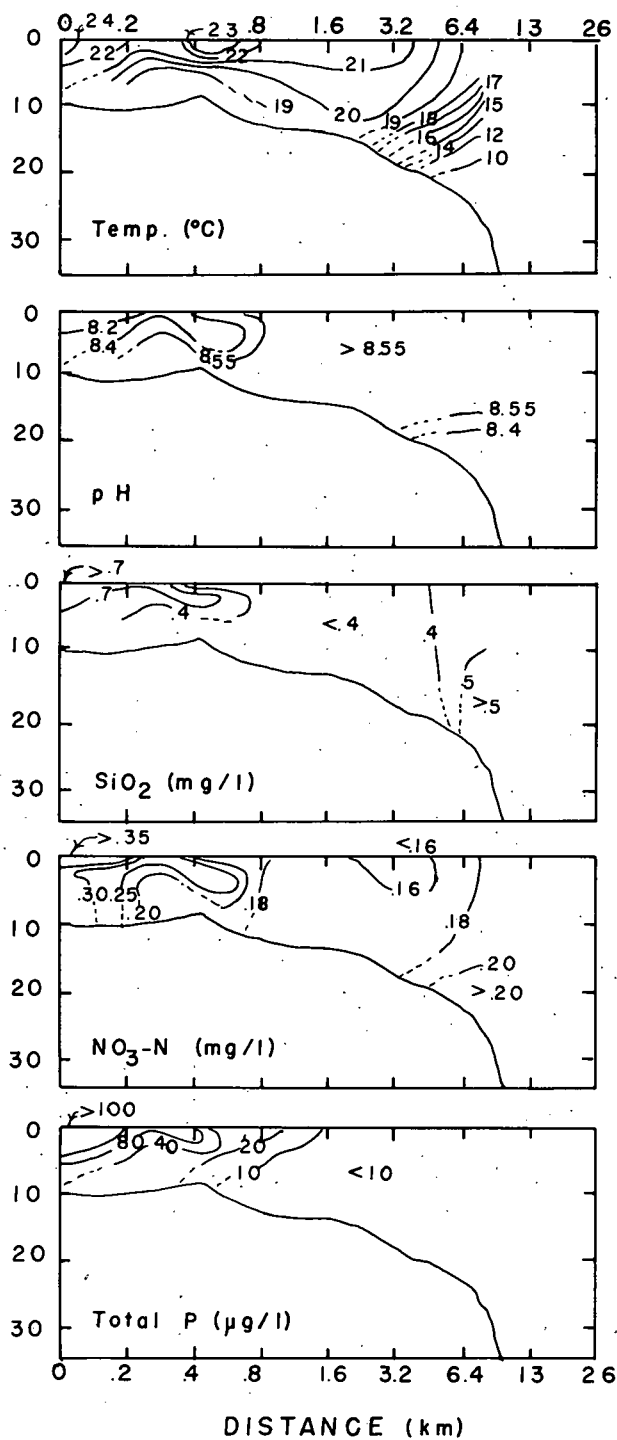 0 24 .2 23 .8 1.6 3.2 6.4 13 26
0
22 22 21
17
10 19 20 19 18 15
16 12
14 10
20
Temp. (°C)
30
0
8.2
8.4 8.55 > 8.55
10
8.55
20 8.4
pH
30
>.7
0
.7 .4 <.4 .4
10
.5
>.5
20
SiO2 (mg/l)
30
>.35 <.16
0
.30 .25 .16
.20 .18 .18
10
.20
20 >.20
NO3-N (mg/l)
30
>100
0
80 40 20
10 <10
10
20
Total P (µg/l)
30
0 .2 .4 .8 1.6 3.2 6.4 13 26
DISTANCE (km)